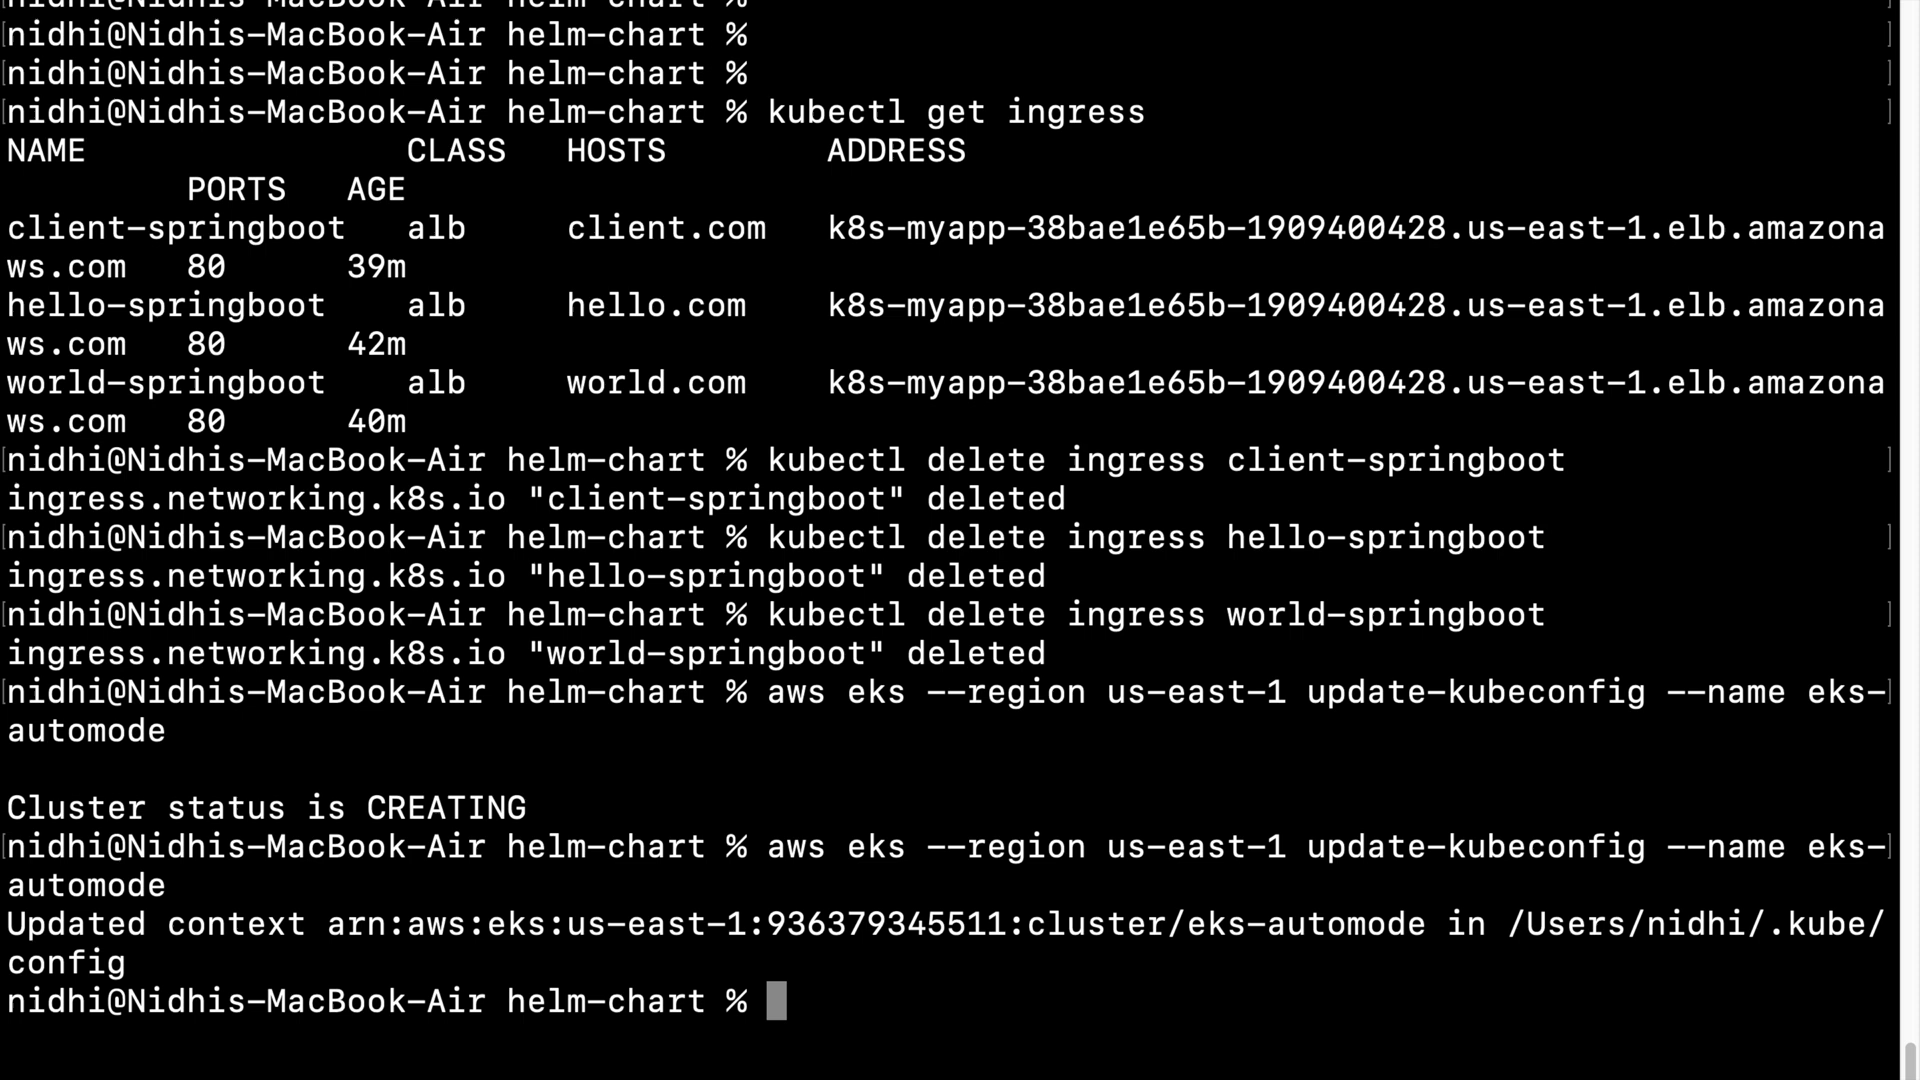 nidhi@Nidhis-MacBook-Air helm-chart %
[nidhi@Nidhis-MacBook-Air helm-chart % ]
[nidhi@Nidhis-MacBook-Air helm-chart % ]
[nidhi@Nidhis-MacBook-Air helm-chart % kubectl get ingress ]
NAME CLASS HOSTS ADDRESS
PORTS AGE
client-springboot alb client.com k8s-myapp-38bae1e65b-1909400428.us-east-1.elb.amazona
ws.com 80 39m
hello-springboot alb hello.com k8s-myapp-38bae1e65b-1909400428.us-east-1.elb.amazona
ws.com 80 42m
world-springboot alb world.com k8s-myapp-38bae1e65b-1909400428.us-east-1.elb.amazona
ws.com 80 40m
[nidhi@Nidhis-MacBook-Air helm-chart % kubectl delete ingress client-springboot ]
ingress.networking.k8s.io "client-springboot" deleted
[nidhi@Nidhis-MacBook-Air helm-chart % kubectl delete ingress hello-springboot ]
ingress.networking.k8s.io "hello-springboot" deleted
[nidhi@Nidhis-MacBook-Air helm-chart % kubectl delete ingress world-springboot ]
ingress.networking.k8s.io "world-springboot" deleted
[nidhi@Nidhis-MacBook-Air helm-chart % aws eks --region us-east-1 update-kubeconfig --name eks-]
automode
Cluster status is CREATING
[nidhi@Nidhis-MacBook-Air helm-chart % aws eks --region us-east-1 update-kubeconfig --name eks-]
automode
Updated context arn:aws:eks:us-east-1:936379345511:cluster/eks-automode in /Users/nidhi/.kube/
config
nidhi@Nidhis-MacBook-Air helm-chart %